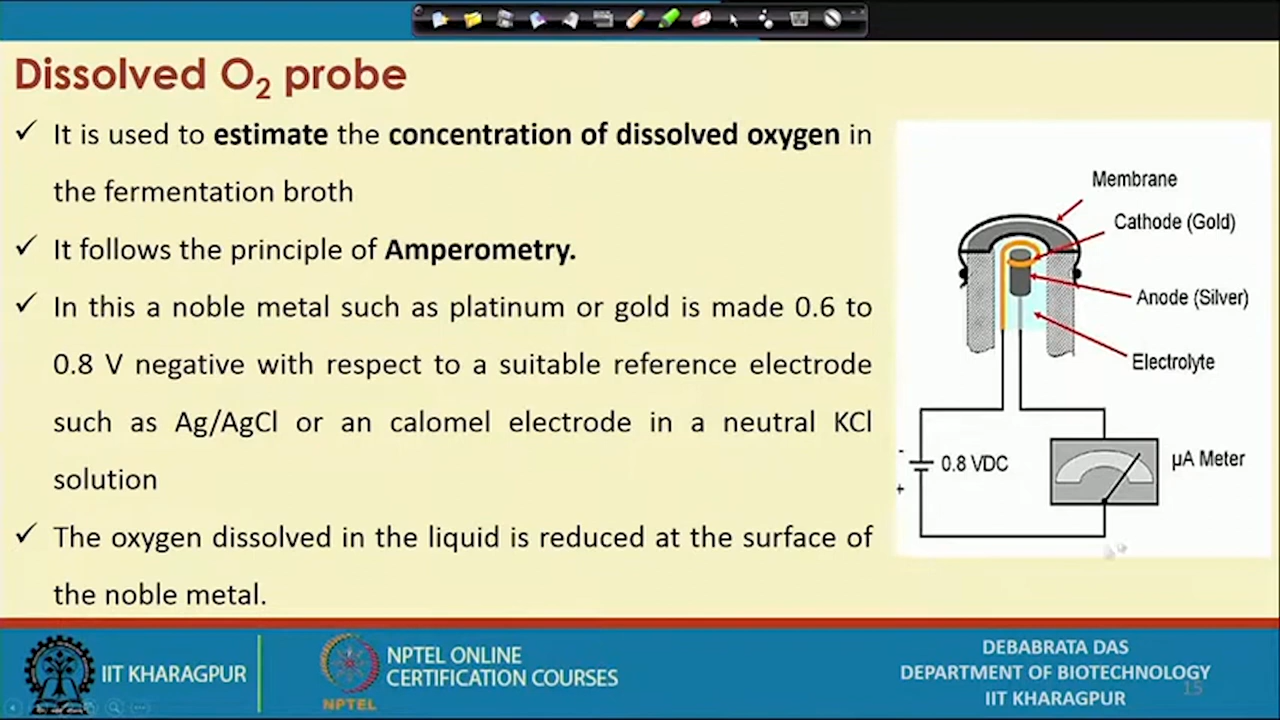 Dissolved O2 probe
✓ It is used to estimate the concentration of dissolved oxygen in
the fermentation broth
✓ It follows the principle of Amperometry.
✓ In this a noble metal such as platinum or gold is made 0.6 to
0.8 V negative with respect to a suitable reference electrode
such as Ag/AgCl or an calomel electrode in a neutral KCl
solution
✓ The oxygen dissolved in the liquid is reduced at the surface of
the noble metal.
Membrane
Cathode (Gold)
Anode (Silver)
Electrolyte
-
0.8 VDC
+
µA Meter
IIT KHARAGPUR
NPTEL
NPTEL ONLINE
CERTIFICATION COURSES
DEBABRATA DAS
DEPARTMENT OF BIOTECHNOLOGY
IIT KHARAGPUR
15